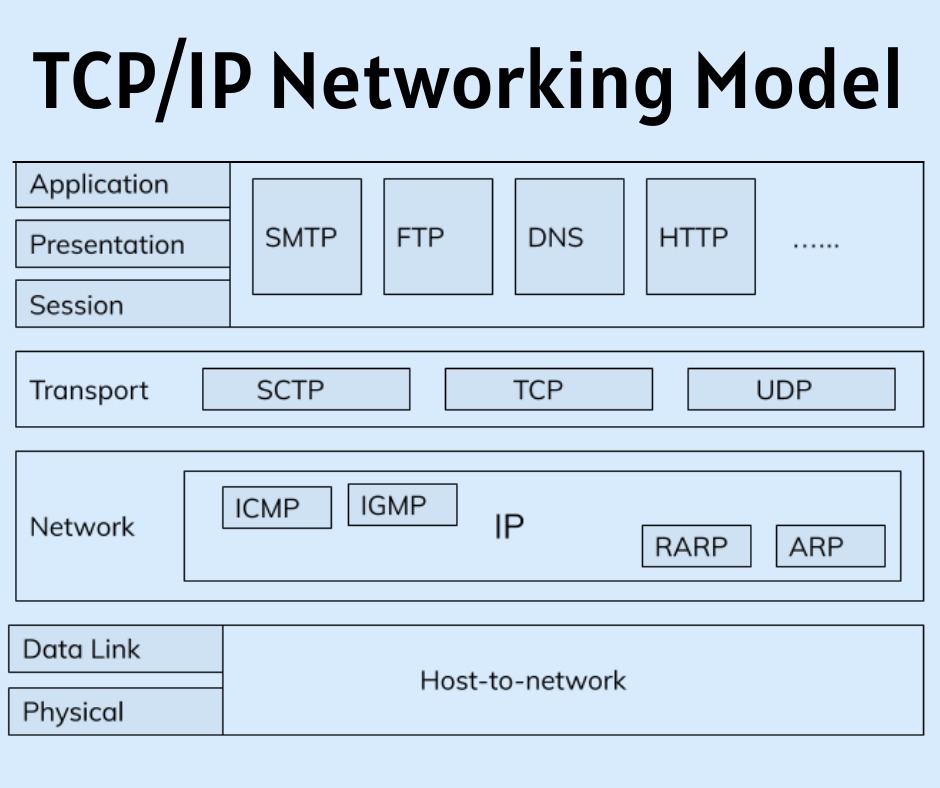 TCP/IP Networking Model
Application
Presentation
Session
SMTP
FTP
DNS
HTTP
......
Transport
SCTP
TCP
UDP
Network
ICMP
IGMP
IP
RARP
ARP
Data Link
Physical
Host-to-network